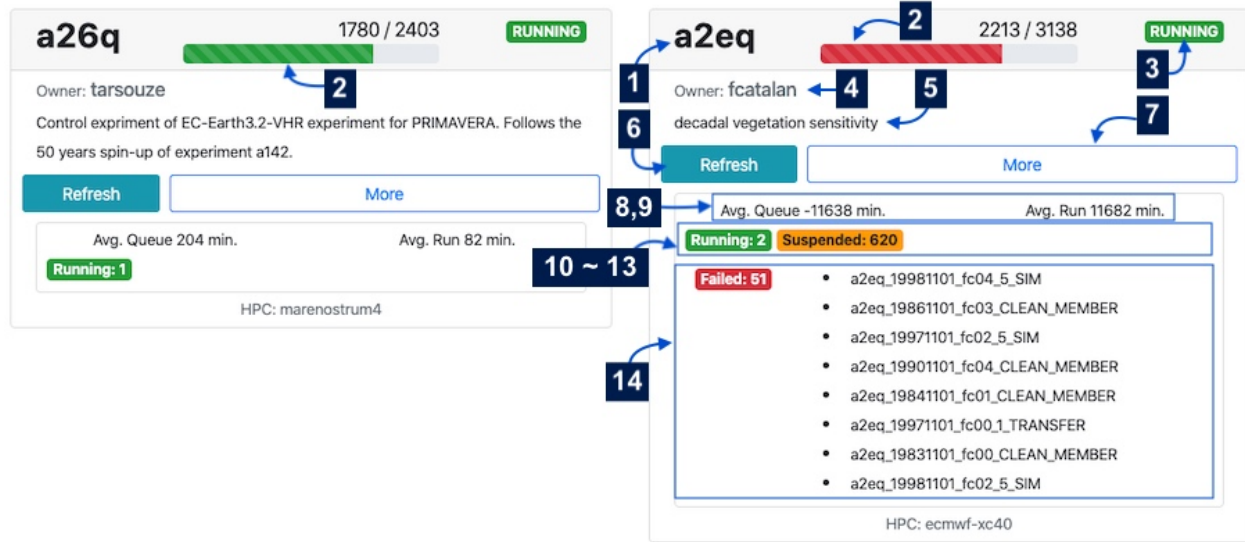 a26q
1780 / 2403
RUNNING
2
Owner: tarsouze
Control expriment of EC-Earth3.2-VHR experiment for PRIMAVERA. Follows the
50 years spin-up of experiment a142.
Refresh
More
Avg. Queue 204 min.
Avg. Run 82 min.
Running: 1
HPC: marenostrum4
1
a2eq
2
2213 / 3138
RUNNING
3
Owner: fcatalan
4
5
decadal vegetation sensitivity
6
7
Refresh
More
8,9
Avg. Queue -11638 min.
Avg. Run 11682 min.
10 ~ 13
Running: 2
Suspended: 620
14
Failed: 51
• a2eq_19981101_fc04_5_SIM
• a2eq_19861101_fc03_CLEAN_MEMBER
• a2eq_19971101_fc02_5_SIM
• a2eq_19901101_fc04_CLEAN_MEMBER
• a2eq_19841101_fc01_CLEAN_MEMBER
• a2eq_19971101_fc00_1_TRANSFER
• a2eq_19831101_fc00_CLEAN_MEMBER
• a2eq_19981101_fc02_5_SIM
HPC: ecmwf-xc40